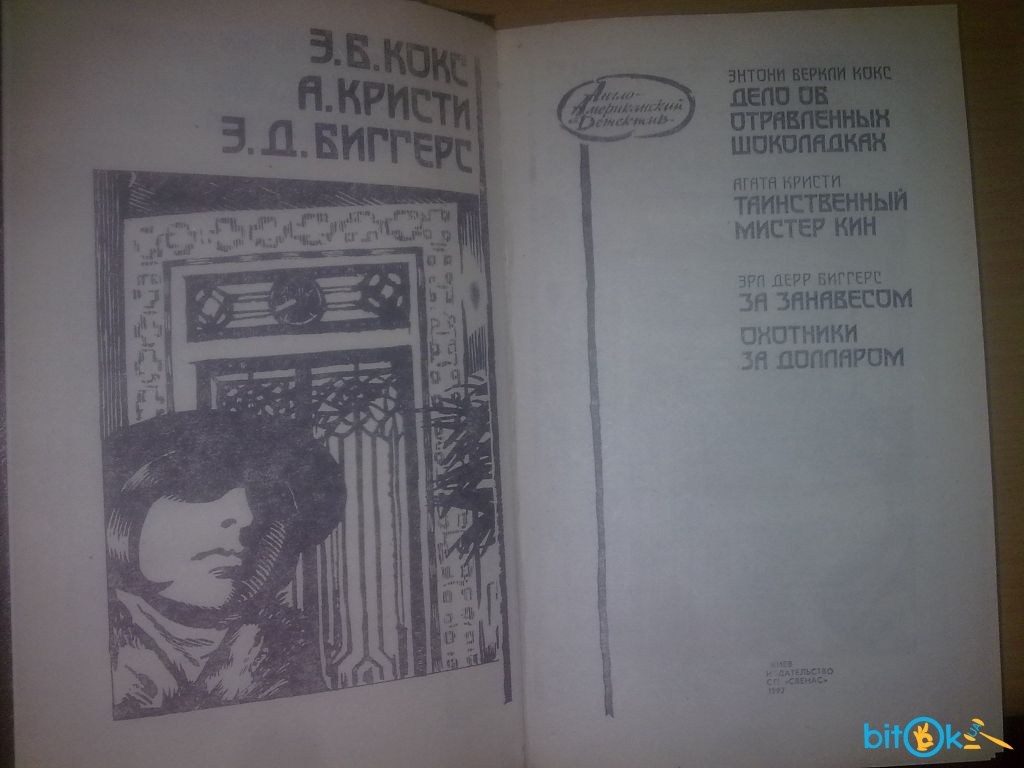 Э.Б.КОКС
А.КРИСТИ
Э.Д.БИГГЕРС
Англо-
Американский
Детектив
ЭНТОНИ БЕРКЛИ КОКС
ДЕЛО ОБ
ОТРАВЛЕННЫХ
ШОКОЛАДКАХ
АГАТА КРИСТИ
ТАИНСТВЕННЫЙ
МИСТЕР КИН
ЭРЛ ДЕРР БИГГЕРС
ЗА ЗАНАВЕСОМ
ОХОТНИКИ
ЗА ДОЛЛАРОМ
КИЕВ
ИЗДАТЕЛЬСТВО
СП «СВЕНАС»
1992
bitOk